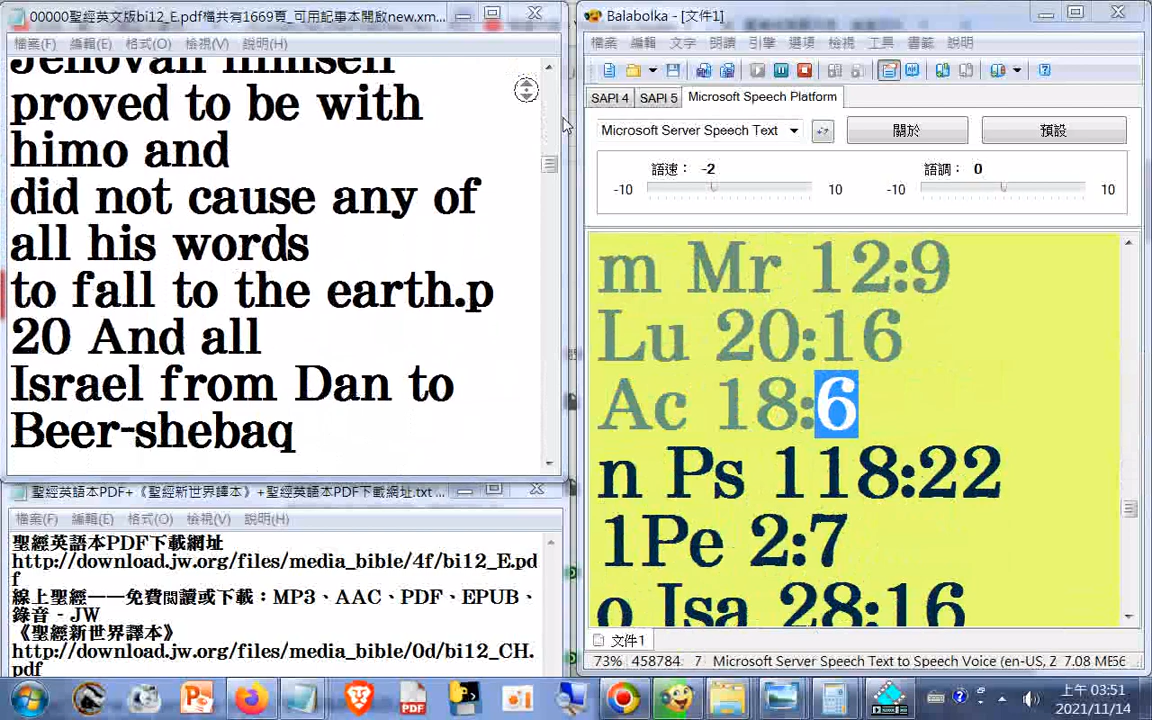 00000聖經英文版bi12_E.pdf檔共有1669頁_可用記事本開啟new.xm...
檔案(F) 編輯(E) 格式(O) 檢視(V) 說明(H)
Jehovah himself
proved to be with
himo and
did not cause any of
all his words
to fall to the earth.p
20 And all
Israel from Dan to
Beer-shebaq
聖經英語本PDF+《聖經新世界譯本》+聖經英語本PDF下載網址.txt ...
檔案(F) 編輯(E) 格式(O) 檢視(V) 說明(H)
聖經英語本PDF下載網址
http://download.jw.org/files/media_bible/4f/bi12_E.pd
f
線上聖經——免費閱讀或下載：MP3、AAC、PDF、EPUB、
錄音 - JW
《聖經新世界譯本》
http://download.jw.org/files/media_bible/0d/bi12_CH.
pdf
Balabolka - [文件1]
檔案 編輯 文字 朗讀 引擎 選項 檢視 工具 書籤 說明
SAPI 4 SAPI 5 Microsoft Speech Platform
Microsoft Server Speech Text 關於 預設
語速： -2 語調： 0
-10 10 -10 10
m Mr 12:9
Lu 20:16
Ac 18:6
n Ps 118:22
1Pe 2:7
o Isa 28:16
文件1
73% 458784 7 Microsoft Server Speech Text to Speech Voice (en-US, 2 7.08 ME56
上午 03:51
2021/11/14